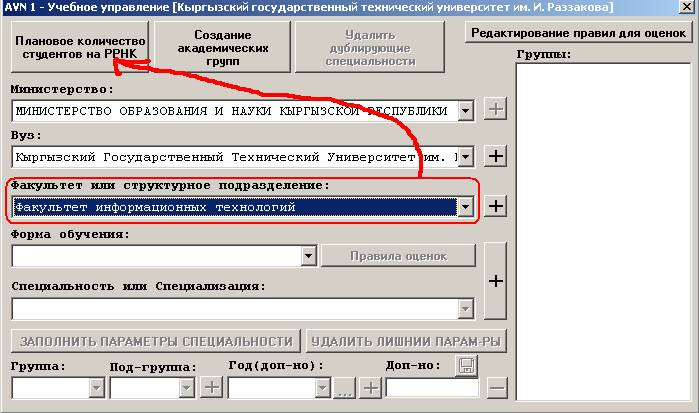 AVN 1 - Учебное управление [Кыргызский государственный технический университет им. И. Раззакова]
Плановое количество
студентов на РРНК
Создание
академических
групп
Удалить
дублирующие
специальности
Редактирование правил для оценок
Группы:
Министерство:
МИНИСТЕРСТВО ОБРАЗОВАНИЯ И НАУКИ КЫРГЫЗСКОЙ РЕСПУБЛИКИ
+
Вуз:
Кыргызский Государственный Технический Университет им.
+
Факультет или структурное подразделение:
Факультет информационных технологий
+
Форма обучения:
Правила оценок
+
Специальность или Специализация:
ЗАПОЛНИТЬ ПАРАМЕТРЫ СПЕЦИАЛЬНОСТИ
УДАЛИТЬ ЛИШНИИ ПАРАМ-РЫ
Группа: Под-группа: Год(доп-но): Доп-но:
+ ... + —